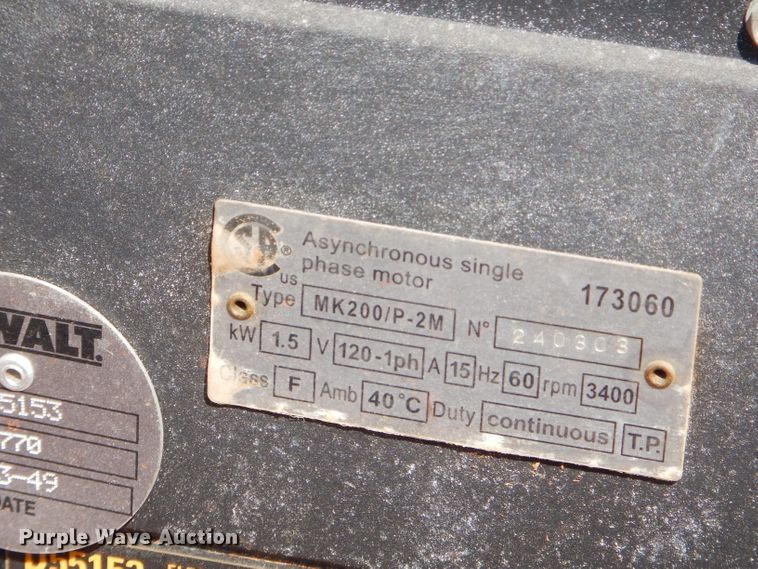 Asynchronous single
phase motor
173060
US
Type MK200/P-2M N° 240303
kW 1.5 V 120-1ph A 15 Hz 60 rpm 3400
Class F Amb 40°C Duty continuous T.P.
WALT.
5153
770
3-49
DATE
Purple Wave Auction